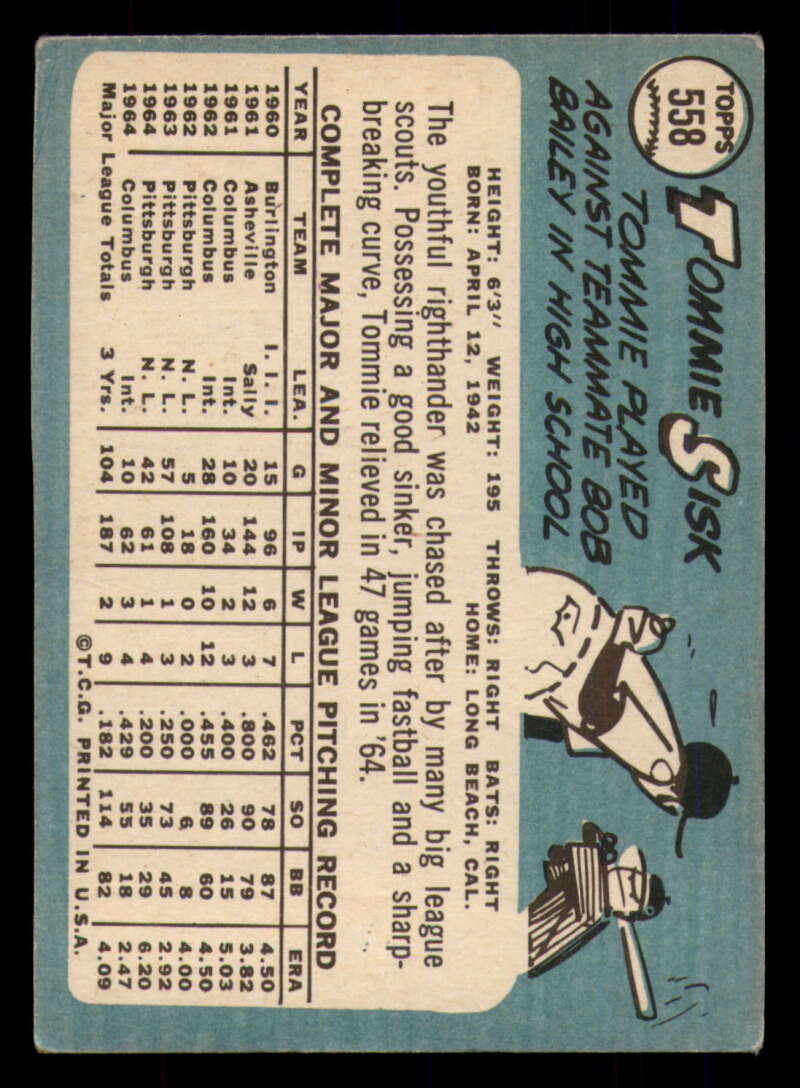 TOPPS
558
TOMMIE SISK
TOMMIE PLAYED
AGAINST TEAMMATE BOB
BAILEY IN HIGH SCHOOL
HEIGHT: 6'3" WEIGHT: 195 THROWS: RIGHT BATS: RIGHT
BORN: APRIL 12, 1942 HOME: LONG BEACH, CAL.
The youthful righthander was chased after by many big league
scouts. Possessing a good sinker, jumping fastball and a sharp-
breaking curve, Tommie relieved in 47 games in '64.
COMPLETE MAJOR AND MINOR LEAGUE PITCHING RECORD
YEAR TEAM LEA. G IP W L PCT SO BB ERA
1960 Burlington I. I. I. 15 96 6 7 .462 78 87 4.50
1961 Asheville Sally 20 144 12 3 .800 90 79 3.82
1961 Columbus Int. 10 34 2 3 .400 26 15 5.03
1962 Columbus Int. 28 160 10 12 .455 89 60 4.50
1962 Pittsburgh N. L. 5 18 0 2 .000 6 8 4.00
1963 Pittsburgh N. L. 57 108 1 3 .250 73 45 2.92
1964 Pittsburgh N. L. 42 61 1 4 .200 35 29 6.20
1964 Columbus Int. 10 62 3 4 .429 55 18 2.47
Major League Totals 3 Yrs. 104 187 2 9 .182 114 82 4.09
©T.C.G. PRINTED IN U.S.A.